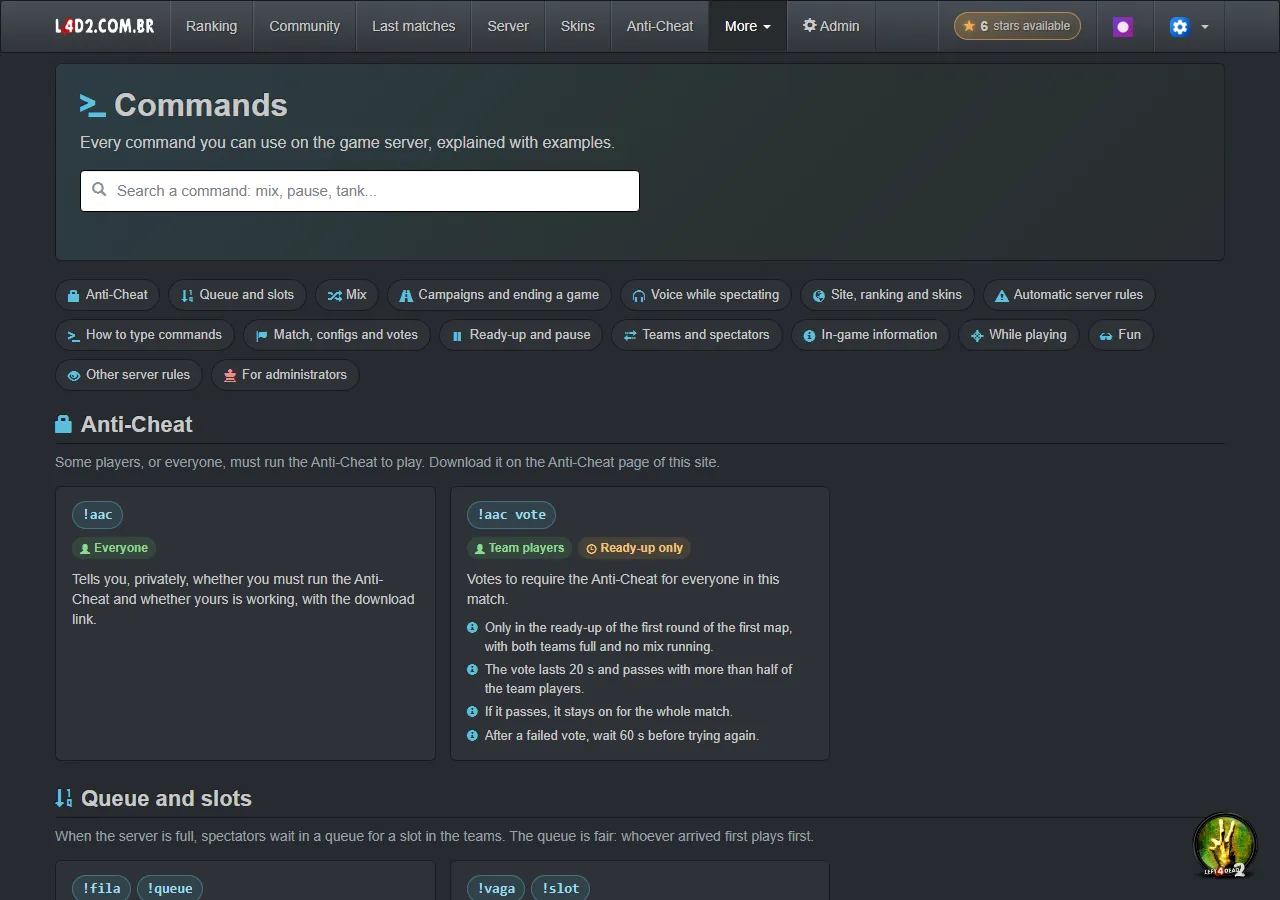 L4D2.COM.BR Ranking Community Last matches Server Skins Anti-Cheat More Admin 6 stars available
Commands
Every command you can use on the game server, explained with examples.
Search a command: mix, pause, tank...
Anti-Cheat Queue and slots Mix Campaigns and ending a game Voice while spectating Site, ranking and skins Automatic server rules
How to type commands Match, configs and votes Ready-up and pause Teams and spectators In-game information While playing Fun
Other server rules For administrators
Anti-Cheat
Some players, or everyone, must run the Anti-Cheat to play. Download it on the Anti-Cheat page of this site.
!aac
Everyone
Tells you, privately, whether you must run the Anti-
Cheat and whether yours is working, with the download
link.
!aac vote
Team players Ready-up only
Votes to require the Anti-Cheat for everyone in this
match.
Only in the ready-up of the first round of the first map,
with both teams full and no mix running.
The vote lasts 20 s and passes with more than half of
the team players.
If it passes, it stays on for the whole match.
After a failed vote, wait 60 s before trying again.
Queue and slots
When the server is full, spectators wait in a queue for a slot in the teams. The queue is fair: whoever arrived first plays first.
!fila !queue
!vaga !slot
LEFT 4 DEAD 2